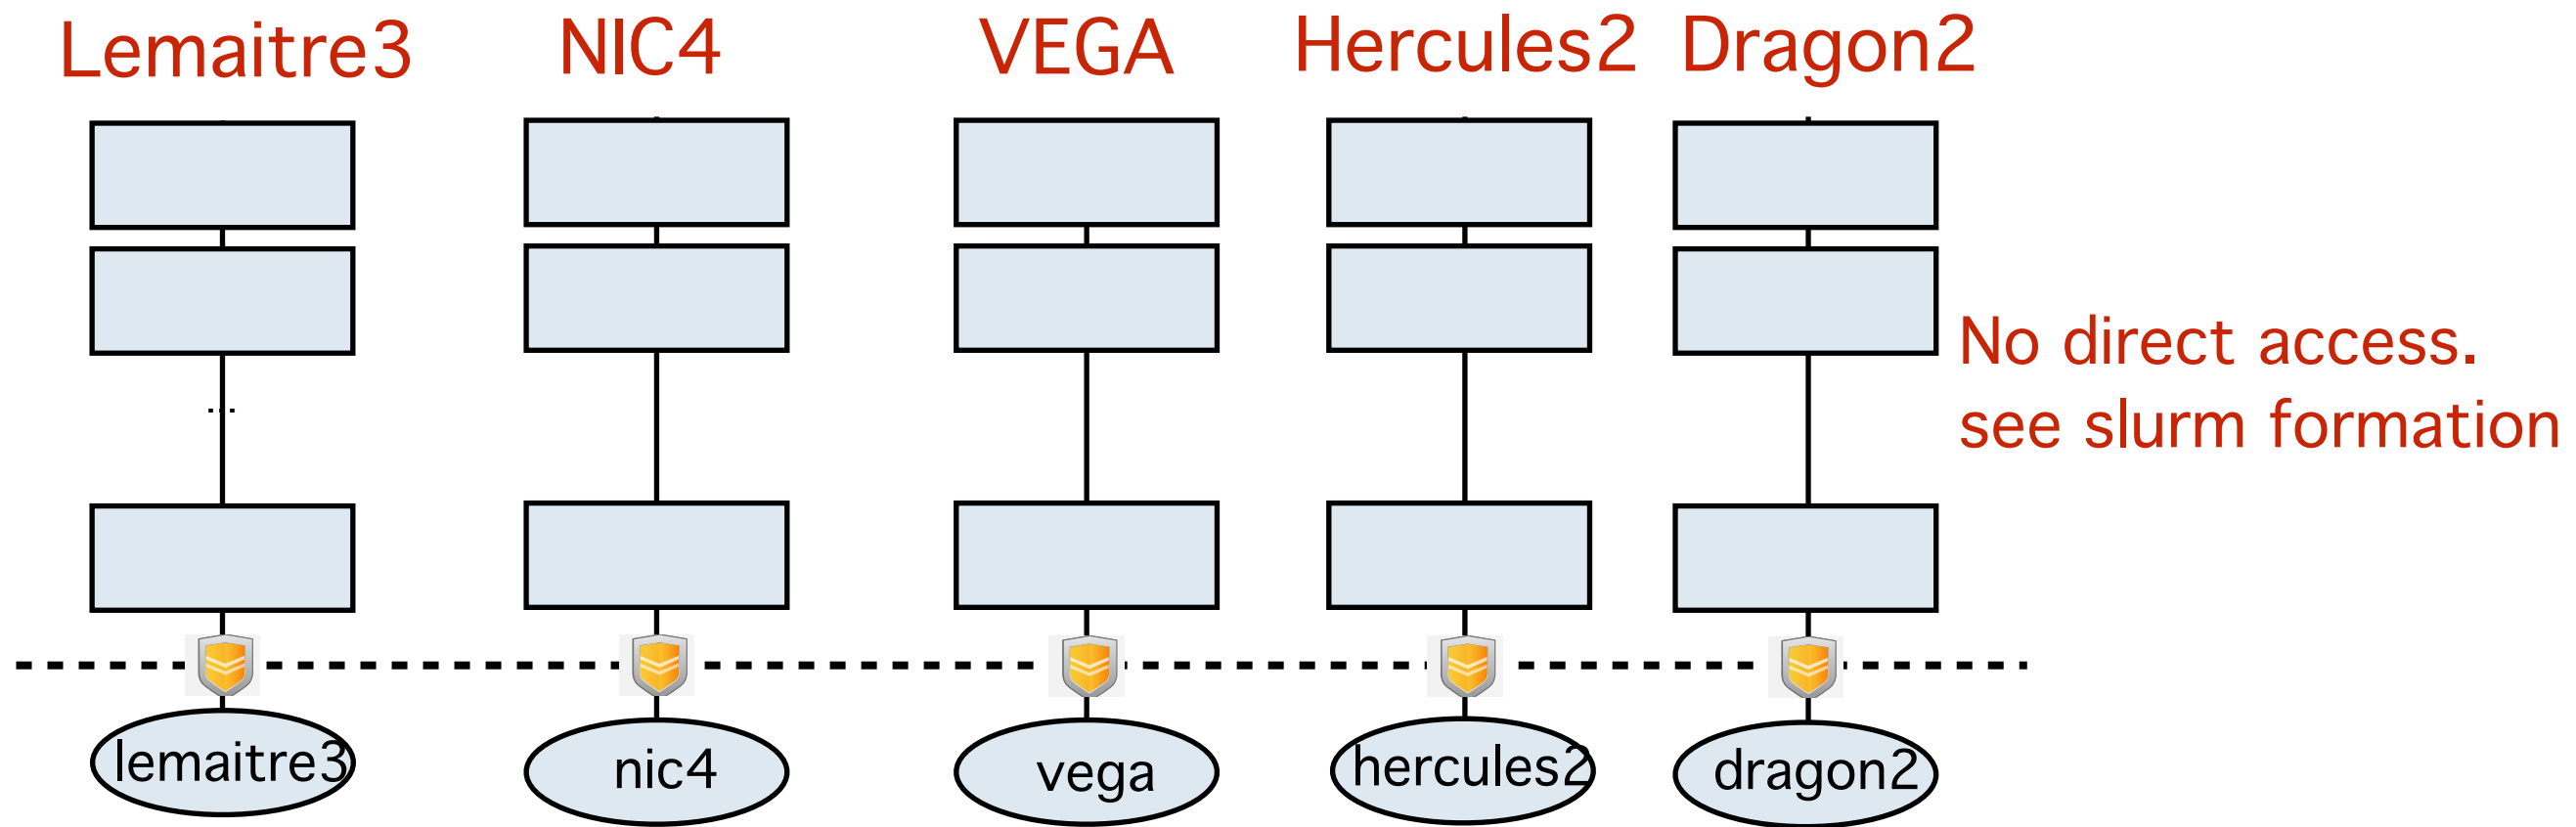 Lemaitre3 NIC4 VEGA Hercules2 Dragon2
No direct access.
see slurm formation
...
lemaitre3 nic4 vega hercules2 dragon2